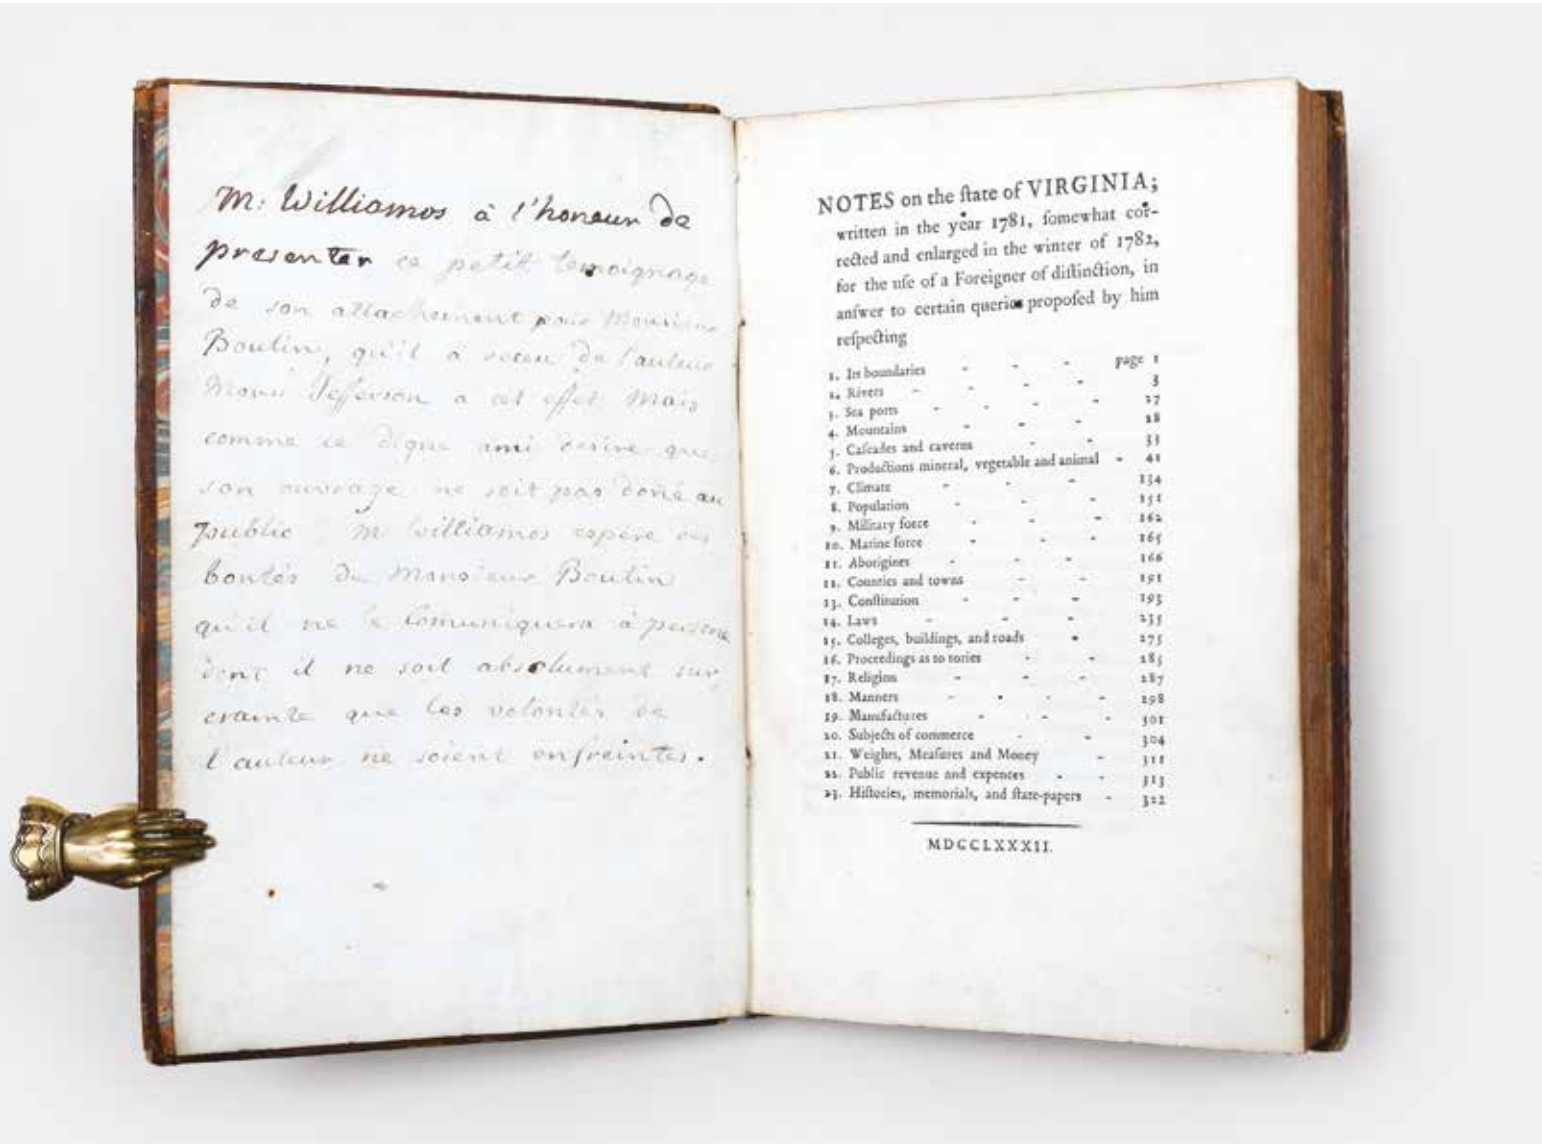 M: Williamos à l'honeur de
presenter ce petit temoignage
de son attachement pour Monsieur
Boutin, qu'il a receu de l'auteur
Monsr Jefferson a cet effet Mais
comme ce digne ami desire que
son ouvrage ne soit pas doné au
public M. Williamos espère des
bontés de Monsieur Boutin
qu'il ne le Comuniquera à persone
dont il ne soit absolument sur,
crainte que les volontés de
l'auteur ne soient enfreintes.
NOTES on the ſtate of VIRGINIA;
written in the year 1781, ſomewhat cor-
rected and enlarged in the winter of 1782,
for the uſe of a Foreigner of diſtinction, in
anſwer to certain queries propoſed by him
reſpecting
1. Its boundaries - - - page 1
2. Rivers - - - - 3
3. Sea ports - - - 27
4. Mountains - - - 28
5. Caſcades and caverns - - 33
6. Productions mineral, vegetable and animal - 41
7. Climate - - - 134
8. Population - - - 151
9. Military force - - - 162
10. Marine force - - - 165
11. Aborigines - - - 166
12. Counties and towns - - 191
13. Conſtitution - - - 193
14. Laws - - - 235
15. Colleges, buildings, and roads - 275
16. Proceedings as to tories - - 285
17. Religion - - - 287
18. Manners - - - - 298
19. Manufactures - - - 301
20. Subjects of commerce - - 304
21. Weights, Meaſures and Money - 311
22. Public revenue and expences - - 313
23. Hiſtories, memorials, and ſtate-papers - 322
MDCCLXXXII.